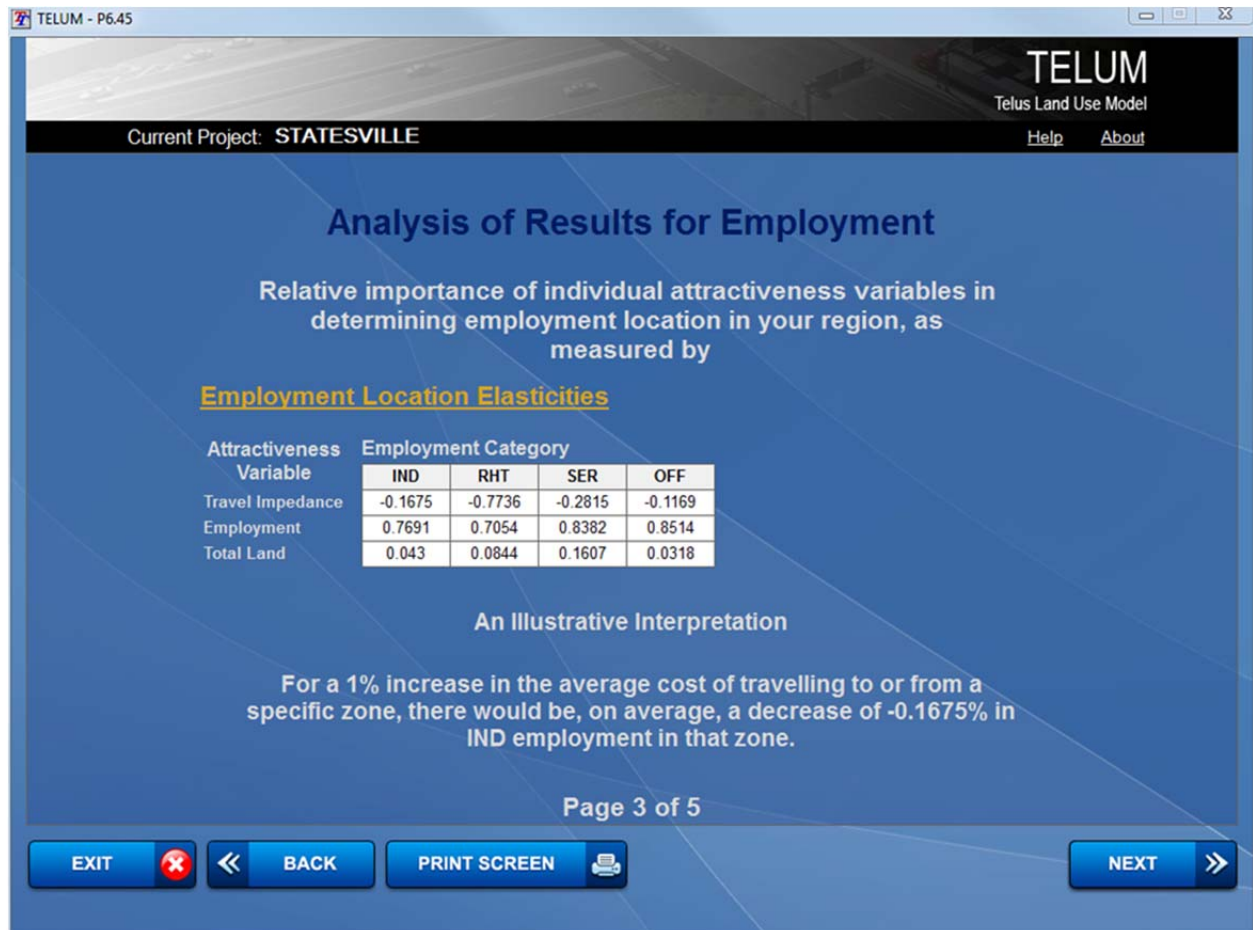 TELUM - P6.45
TELUM
Telus Land Use Model
Current Project: STATESVILLE
Help About
Analysis of Results for Employment
Relative importance of individual attractiveness variables in
determining employment location in your region, as
measured by
Employment Location Elasticities
Attractiveness Variable Employment Category
IND RHT SER OFF
Travel Impedance -0.1675 -0.7736 -0.2815 -0.1169
Employment 0.7691 0.7054 0.8382 0.8514
Total Land 0.043 0.0844 0.1607 0.0318
An Illustrative Interpretation
For a 1% increase in the average cost of travelling to or from a
specific zone, there would be, on average, a decrease of -0.1675% in
IND employment in that zone.
Page 3 of 5
EXIT BACK PRINT SCREEN NEXT